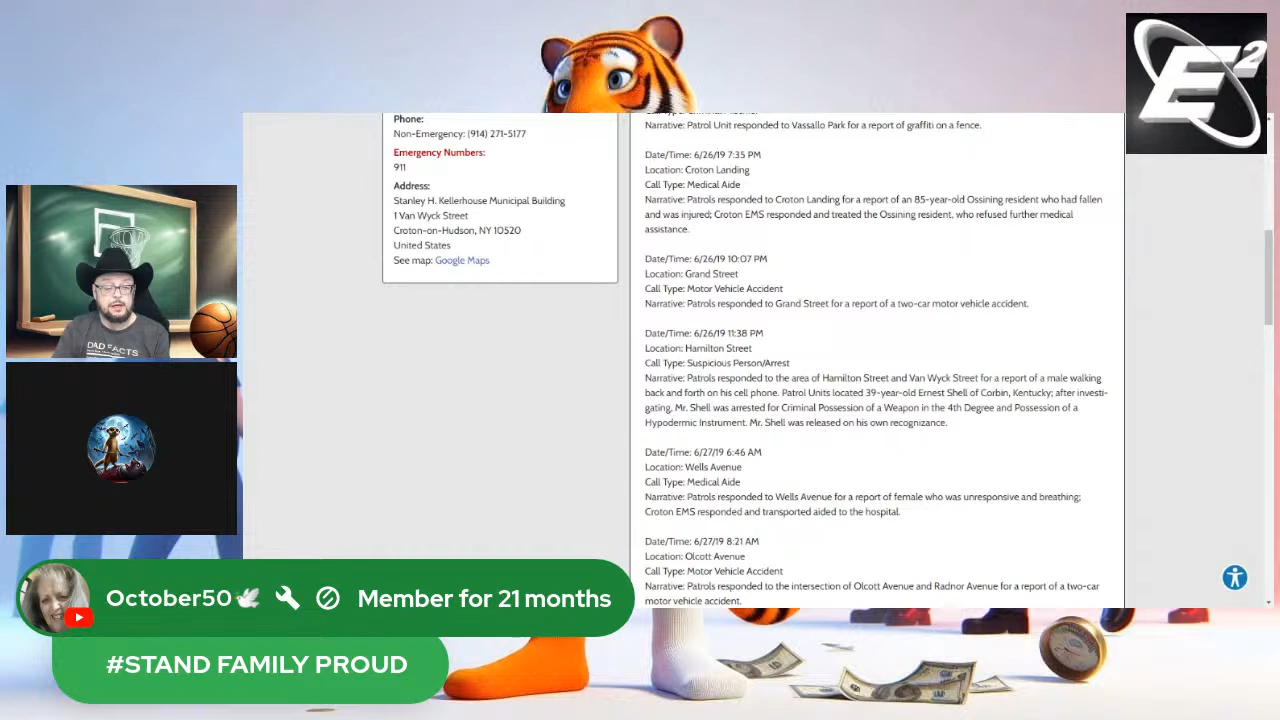 E²
Phone:
Non-Emergency: (914) 271-5177
Emergency Numbers:
911
Address:
Stanley H. Kellerhouse Municipal Building
1 Van Wyck Street
Croton-on-Hudson, NY 10520
United States
See map: Google Maps
Narrative: Patrol Unit responded to Vassallo Park for a report of graffiti on a fence.
Date/Time: 6/26/19 7:35 PM
Location: Croton Landing
Call Type: Medical Aide
Narrative: Patrols responded to Croton Landing for a report of an 85-year-old Ossining resident who had fallen
and was injured; Croton EMS responded and treated the Ossining resident, who refused further medical
assistance.
Date/Time: 6/26/19 10:07 PM
Location: Grand Street
Call Type: Motor Vehicle Accident
Narrative: Patrols responded to Grand Street for a report of a two-car motor vehicle accident.
Date/Time: 6/26/19 11:38 PM
Location: Hamilton Street
Call Type: Suspicious Person/Arrest
Narrative: Patrols responded to the area of Hamilton Street and Van Wyck Street for a report of a male walking
back and forth on his cell phone. Patrol Units located 39-year-old Ernest Shell of Corbin, Kentucky; after investi-
gating, Mr. Shell was arrested for Criminal Possession of a Weapon in the 4th Degree and Possession of a
Hypodermic Instrument. Mr. Shell was released on his own recognizance.
Date/Time: 6/27/19 6:46 AM
Location: Wells Avenue
Call Type: Medical Aide
Narrative: Patrols responded to Wells Avenue for a report of female who was unresponsive and breathing;
Croton EMS responded and transported aided to the hospital.
Date/Time: 6/27/19 8:21 AM
Location: Olcott Avenue
Call Type: Motor Vehicle Accident
Narrative: Patrols responded to the intersection of Olcott Avenue and Radnor Avenue for a report of a two-car
motor vehicle accident.
DAD FACTS
October50🕊 Member for 21 months
#STAND FAMILY PROUD